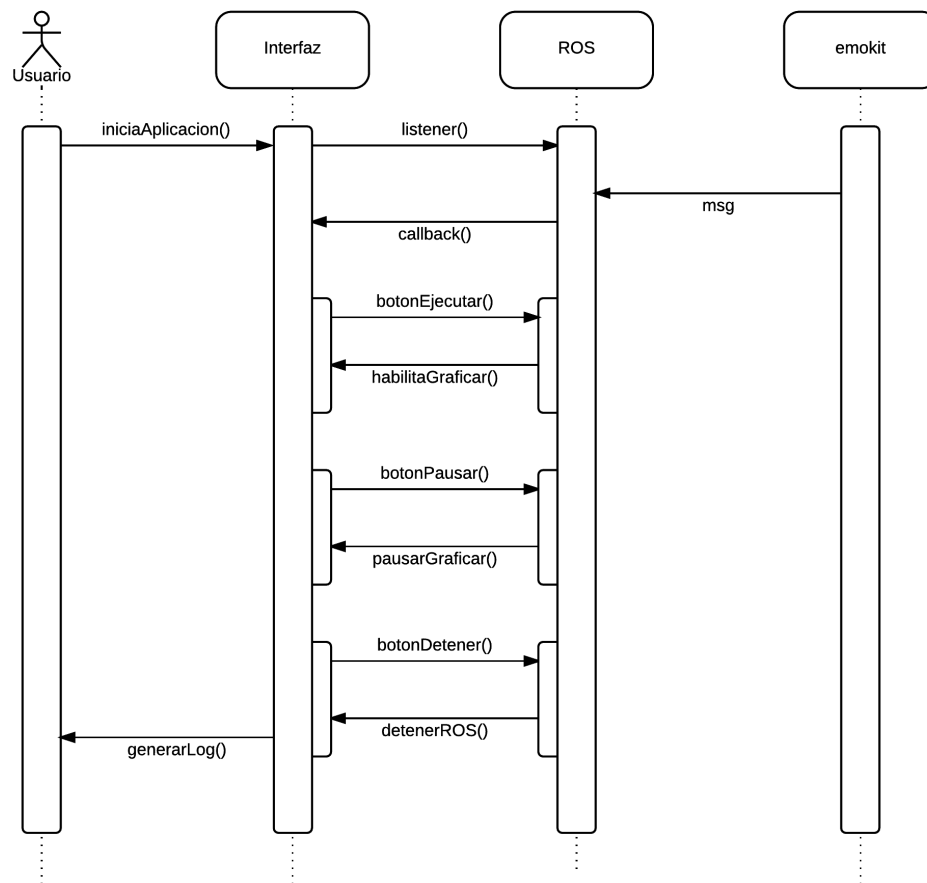 Usuario
Interfaz
ROS
emokit
iniciaAplicacion()
listener()
msg
callback()
botonEjecutar()
habilitaGraficar()
botonPausar()
pausarGraficar()
botonDetener()
detenerROS()
generarLog()